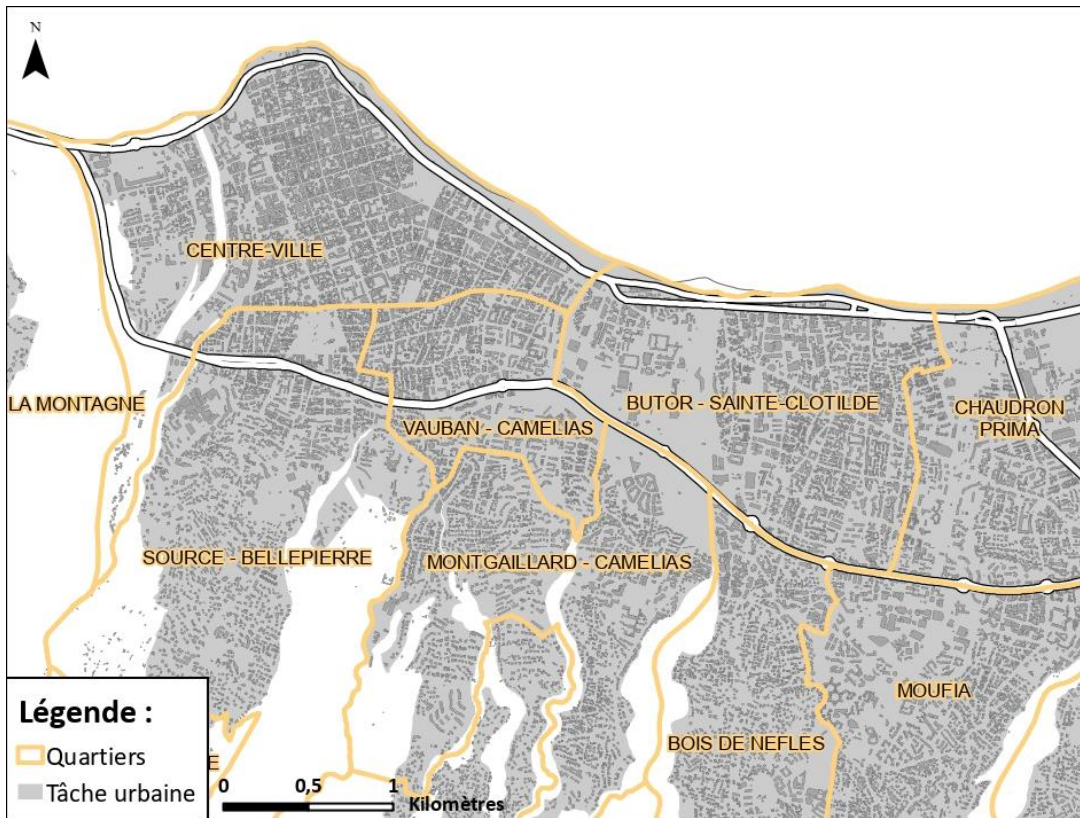 N
CENTRE-VILLE
LA MONTAGNE
BUTOR - SAINTE-CLOTILDE
CHAUDRON
PRIMA
VAUBAN - CAMELIAS
SOURCE - BELLEPIERRE
MONTGAILLARD - CAMELIAS
MOUFIA
BOIS DE NEFLES
E
Légende :
Quartiers
Tâche urbaine
0 0,5 1
Kilomètres